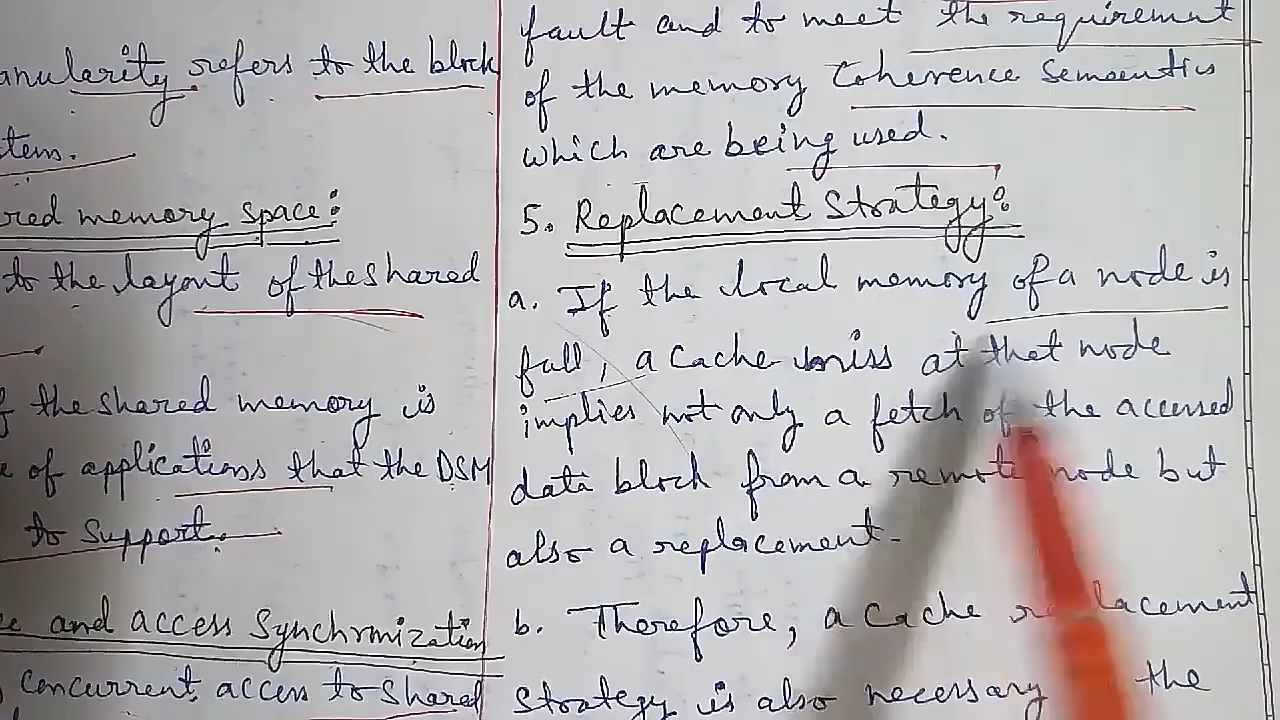 anularity refers to the block
tem.
red memory space:
to the layout of the shared
f the shared memory is
e of applications that the DSM
to support.
e and access Synchronization
concurrent access to shared
fault and to meet the requirement
of the memory Coherence Semantics
which are being used.
5. Replacement Strategy:
a. If the local memory of a node is
full, a Cache miss at that node
implies not only a fetch of the accessed
data block from a remote node but
also a replacement.
b. Therefore, a Cache replacement
strategy is also necessary the